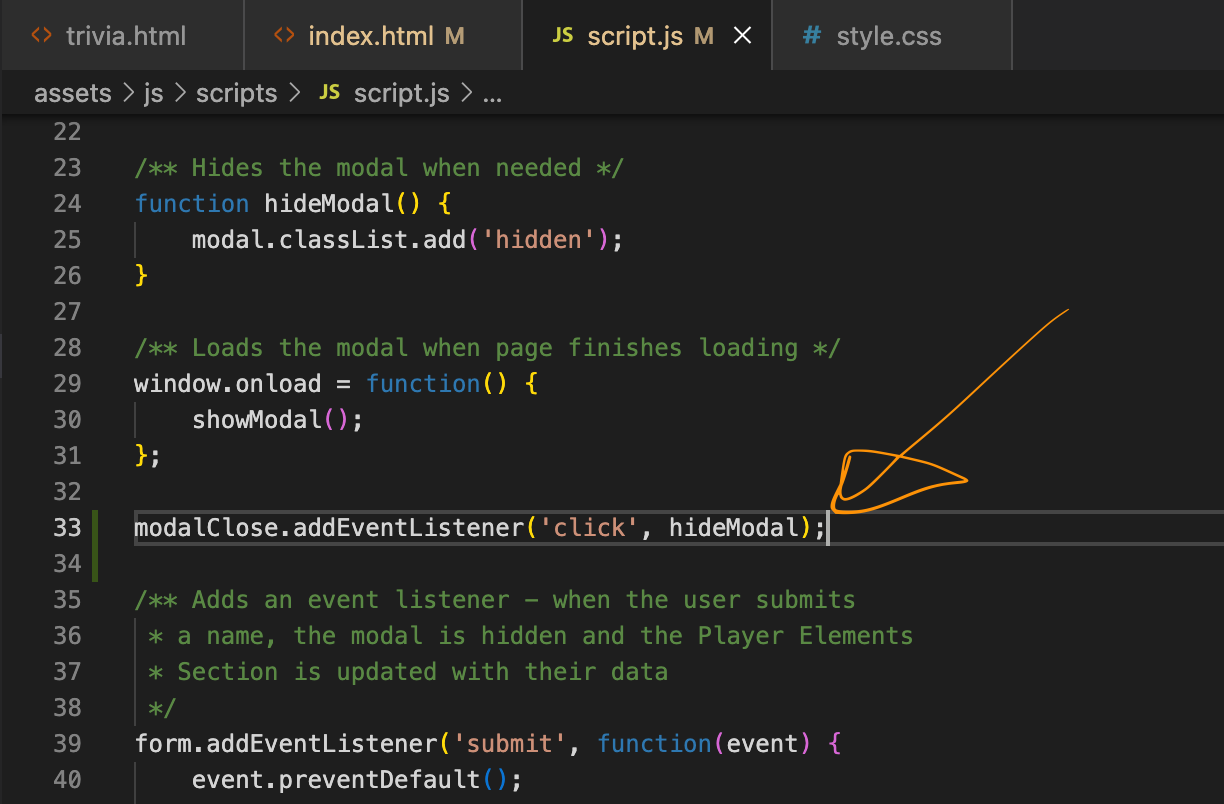 <> trivia.html <> index.html M JS script.js M × # style.css
assets > js > scripts > JS script.js > ...
22
23 /** Hides the modal when needed */
24 function hideModal() {
25     modal.classList.add('hidden');
26 }
27
28 /** Loads the modal when page finishes loading */
29 window.onload = function() {
30     showModal();
31 };
32
33 modalClose.addEventListener('click', hideModal);
34
35 /** Adds an event listener – when the user submits
36  * a name, the modal is hidden and the Player Elements
37  * Section is updated with their data
38  */
39 form.addEventListener('submit', function(event) {
40     event.preventDefault();